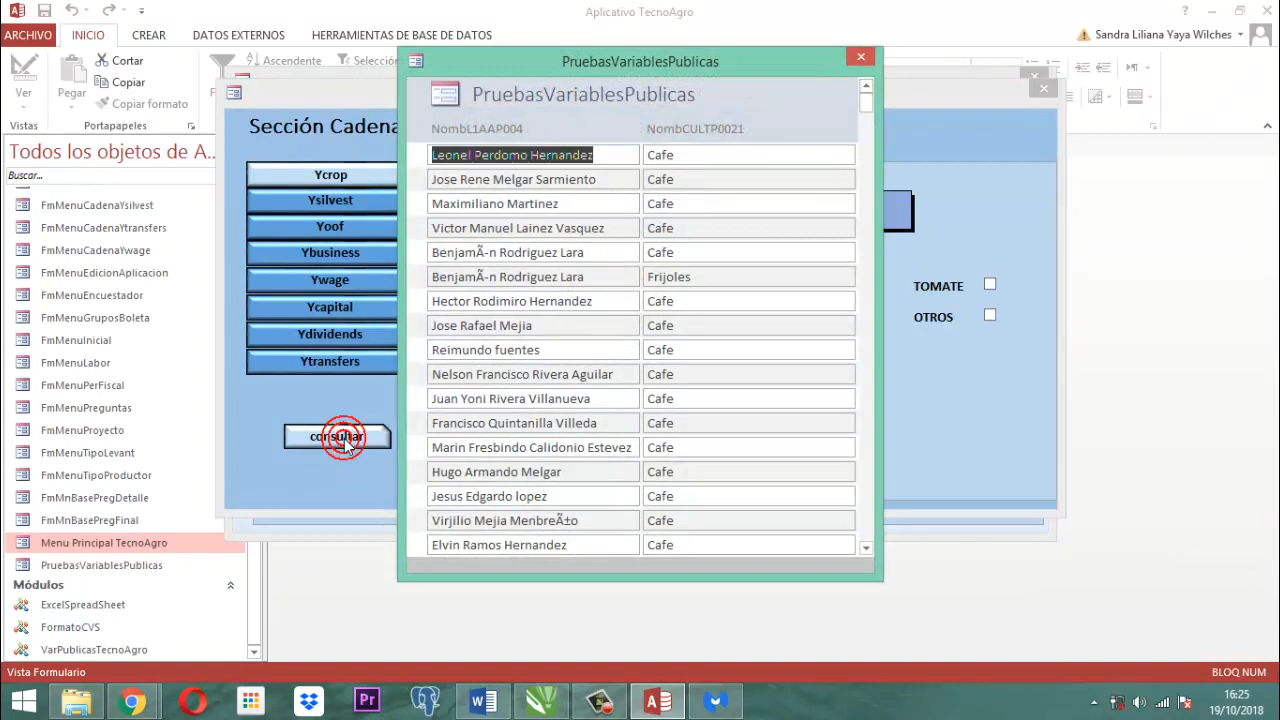 Aplicativo TecnoAgro
ARCHIVO INICIO CREAR DATOS EXTERNOS HERRAMIENTAS DE BASE DE DATOS
Sandra Liliana Yaya Wilches
Ver
Vistas
Pegar
Cortar
Copiar
Copiar formato
Portapapeles
Ascendente
Selección
Todos los objetos de A...
Buscar...
FmMenuCadenaYsilvest
FmMenuCadenaYtransfers
FmMenuCadenaYwage
FmMenuEdicionAplicacion
FmMenuEncuestador
FmMenuGruposBoleta
FmMenuInicial
FmMenuLabor
FmMenuPerFiscal
FmMenuPreguntas
FmMenuProyecto
FmMenuTipoLevant
FmMenuTipoProductor
FmMnBasePregDetalle
FmMnBasePregFinal
Menu Principal TecnoAgro
PruebasVariablesPublicas
Módulos
ExcelSpreadSheet
FormatoCVS
VarPublicasTecnoAgro
Sección Cadena
Ycrop
Ysilvest
Yoof
Ybusiness
Ywage
Ycapital
Ydividends
Ytransfers
consultar
PruebasVariablesPublicas
PruebasVariablesPublicas
NombL1AAP004 NombCULTP0021
Leonel Perdomo Hernandez Cafe
Jose Rene Melgar Sarmiento Cafe
Maximiliano Martinez Cafe
Victor Manuel Lainez Vasquez Cafe
BenjamÃ-n Rodriguez Lara Cafe
BenjamÃ-n Rodriguez Lara Frijoles
Hector Rodimiro Hernandez Cafe
Jose Rafael Mejia Cafe
Reimundo fuentes Cafe
Nelson Francisco Rivera Aguilar Cafe
Juan Yoni Rivera Villanueva Cafe
Francisco Quintanilla Villeda Cafe
Marin Fresbindo Calidonio Estevez Cafe
Hugo Armando Melgar Cafe
Jesus Edgardo lopez Cafe
Virjilio Mejia MenbreÃ±o Cafe
Elvin Ramos Hernandez Cafe
TOMATE
OTROS
Vista Formulario
BLOQ NUM
16:25
19/10/2018